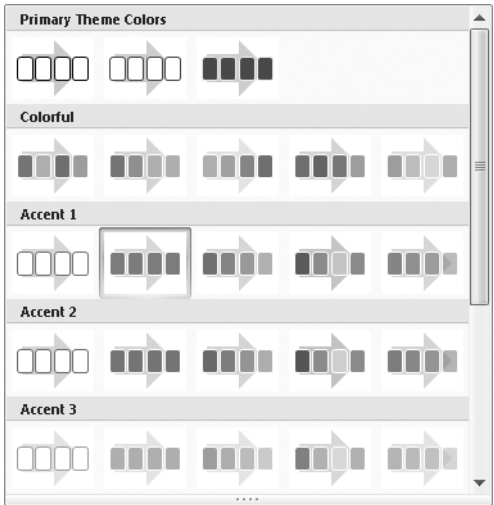 Primary Theme Colors
Colorful
Accent 1
Accent 2
Accent 3